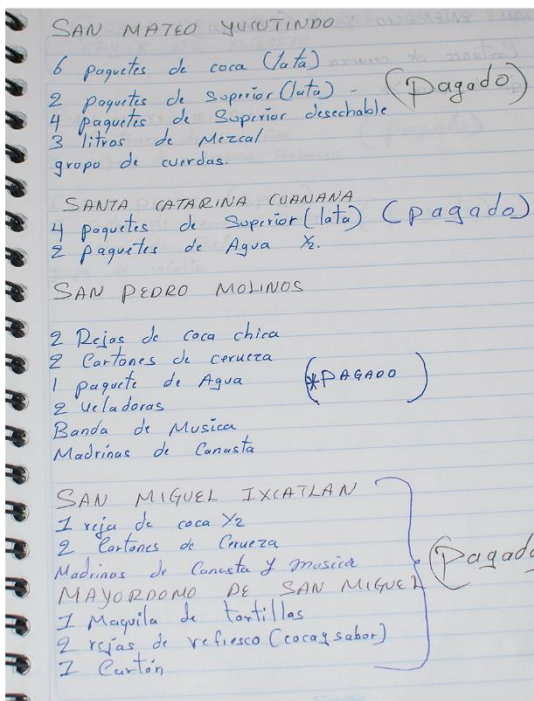 SAN MATEO YUCUTINDO
6 paquetes de coca (lata)
2 paquetes de Superior (lata) - (Pagado)
4 paquetes de Superior desechable
3 litros de Mezcal
grupo de cuerdas.
SANTA CATARINA CUANANA
4 paquetes de Superior (lata) (pagado)
2 paquetes de Agua ½.
SAN PEDRO MOLINOS
2 Rejas de coca chica
2 Cartones de cerveza
1 paquete de Agua (*PAGADO)
2 Veladoras
Banda de Musica
Madrinas de Canasta
SAN MIGUEL IXCATLAN
1 reja de coca ½
2 Cartones de Cerveza
Madrinas de Canasta y musica
(Pagado
MAYORDOMO DE SAN MIGUEL
1 Maquila de tortillas
2 rejas de refresco (coca y sabor)
1 Cartón